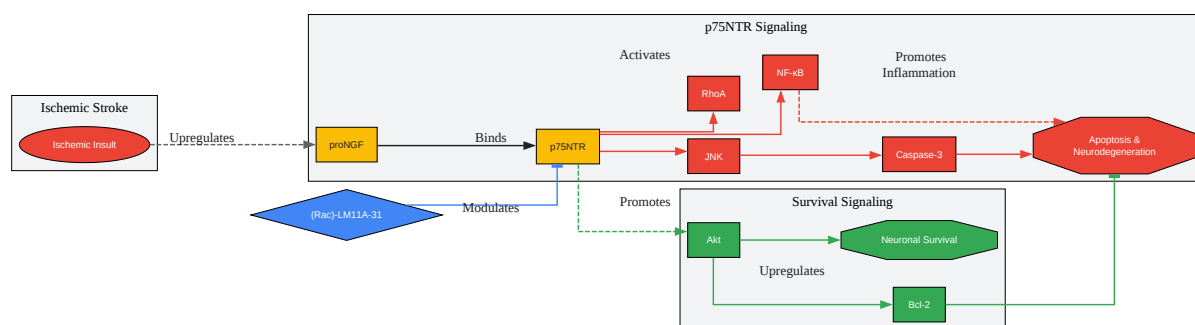 p75NTR Signaling
Activates
Promotes
Inflammation
NF-κB
RhoA
Ischemic Stroke
Ischemic Insult
Upregulates
proNGF
Binds
p75NTR
JNK
Caspase-3
Apoptosis &
Neurodegeneration
(Rac)-LM11A-31
Modulates
Promotes
Survival Signaling
Akt
Neuronal Survival
Upregulates
Bcl-2